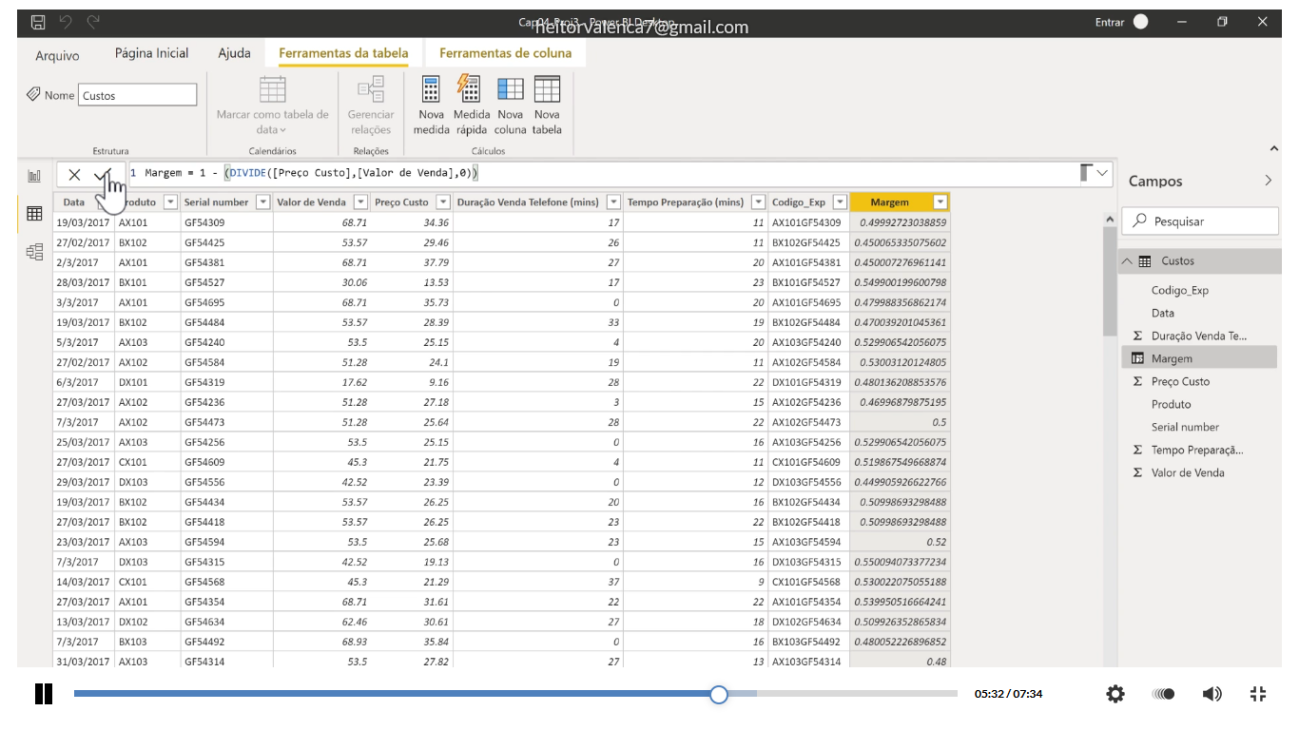 Cap04-Proj3 - Power BI Desktop
heitorvalenca7@gmail.com
Entrar
Arquivo Página Inicial Ajuda Ferramentas da tabela Ferramentas de coluna
Nome Custos
Marcar como tabela de data
Gerenciar relações
Nova medida
Medida rápida
Nova coluna
Nova tabela
Estrutura Calendários Relações Cálculos
1 Margem = 1 - (DIVIDE([Preço Custo],[Valor de Venda],0))
Data Produto Serial number Valor de Venda Preço Custo Duração Venda Telefone (mins) Tempo Preparação (mins) Codigo_Exp Margem
19/03/2017 AX101 GF54309 68.71 34.36 17 11 AX101GF54309 0.49992723038859
27/02/2017 BX102 GF54425 53.57 29.46 26 11 BX102GF54425 0.450065335075602
2/3/2017 AX101 GF54381 68.71 37.79 27 20 AX101GF54381 0.450007276961141
28/03/2017 BX101 GF54527 30.06 13.53 17 23 BX101GF54527 0.549900199600798
3/3/2017 AX101 GF54695 68.71 35.73 0 20 AX101GF54695 0.479988356862174
19/03/2017 BX102 GF54484 53.57 28.39 33 19 BX102GF54484 0.470039201045361
5/3/2017 AX103 GF54240 53.5 25.15 4 20 AX103GF54240 0.529906542056075
27/02/2017 AX102 GF54584 51.28 24.1 19 11 AX102GF54584 0.53003120124805
6/3/2017 DX101 GF54319 17.62 9.16 28 22 DX101GF54319 0.480136208853576
27/03/2017 AX102 GF54236 51.28 27.18 3 15 AX102GF54236 0.46996879875195
7/3/2017 AX102 GF54473 51.28 25.64 28 22 AX102GF54473 0.5
25/03/2017 AX103 GF54256 53.5 25.15 0 16 AX103GF54256 0.529906542056075
27/03/2017 CX101 GF54609 45.3 21.75 4 11 CX101GF54609 0.519867549668874
29/03/2017 DX103 GF54556 42.52 23.39 0 12 DX103GF54556 0.449905926622766
19/03/2017 BX102 GF54434 53.57 26.25 20 16 BX102GF54434 0.50998693298488
27/03/2017 BX102 GF54418 53.57 26.25 23 22 BX102GF54418 0.50998693298488
23/03/2017 AX103 GF54594 53.5 25.68 23 15 AX103GF54594 0.52
7/3/2017 DX103 GF54315 42.52 19.13 0 16 DX103GF54315 0.550094073377234
14/03/2017 CX101 GF54568 45.3 21.29 37 9 CX101GF54568 0.530022075055188
27/03/2017 AX101 GF54354 68.71 31.61 22 22 AX101GF54354 0.539950516664241
13/03/2017 DX102 GF54634 62.46 30.61 27 18 DX102GF54634 0.509926352865834
7/3/2017 BX103 GF54492 68.93 35.84 0 16 BX103GF54492 0.480052226896852
31/03/2017 AX103 GF54314 53.5 27.82 27 13 AX103GF54314 0.48
Campos
Pesquisar
Custos
Codigo_Exp
Data
Σ Duração Venda Te...
Margem
Σ Preço Custo
Produto
Serial number
Σ Tempo Preparaçã...
Σ Valor de Venda
05:32 / 07:34